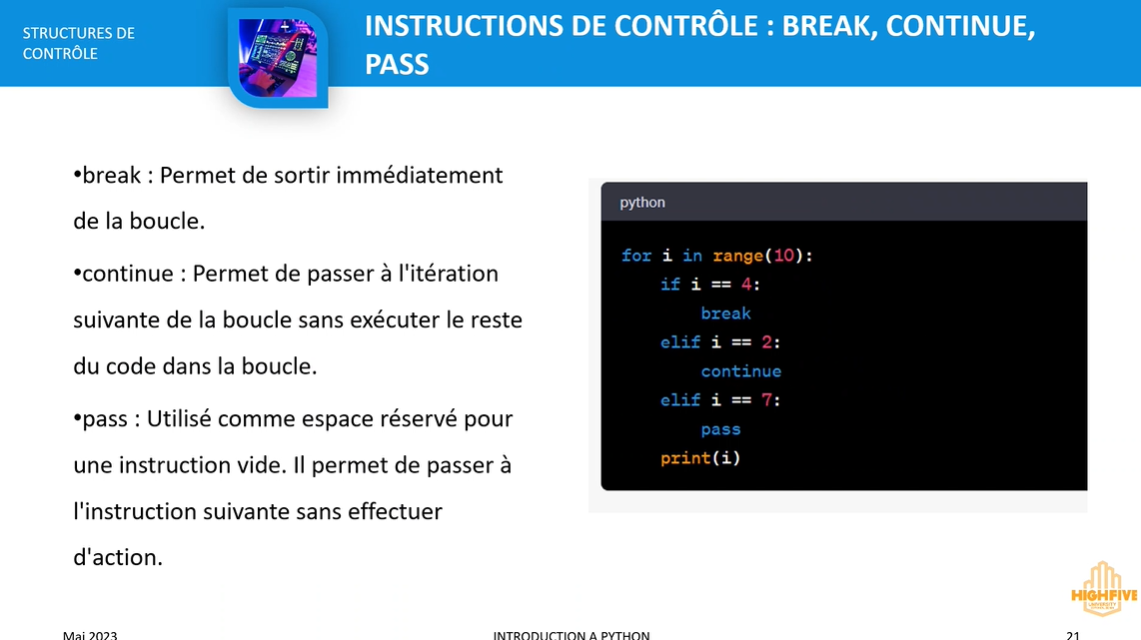 STRUCTURES DE
CONTRÔLE
INSTRUCTIONS DE CONTRÔLE : BREAK, CONTINUE,
PASS
•break : Permet de sortir immédiatement
de la boucle.
•continue : Permet de passer à l'itération
suivante de la boucle sans exécuter le reste
du code dans la boucle.
•pass : Utilisé comme espace réservé pour
une instruction vide. Il permet de passer à
l'instruction suivante sans effectuer
d'action.
python
for i in range(10):
    if i == 4:
        break
    elif i == 2:
        continue
    elif i == 7:
        pass
    print(i)
HIGHFIVE
UNIVERSITY
Mai 2023
INTRODUCTION A PYTHON
21